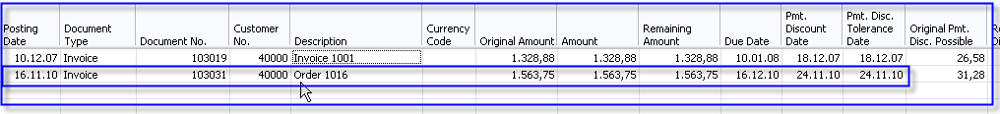 Posting Date Document Type Document No. Customer No. Description Currency Code Original Amount Amount Remaining Amount Due Date Pmt. Discount Date Pmt. Disc. Tolerance Date Original Pmt. Disc. Possible
10.12.07 Invoice 103019 40000 Invoice 1001 1.328,88 1.328,88 1.328,88 10.01.08 18.12.07 18.12.07 26,58
16.11.10 Invoice 103031 40000 Order 1016 1.563,75 1.563,75 1.563,75 16.12.10 24.11.10 24.11.10 31,28